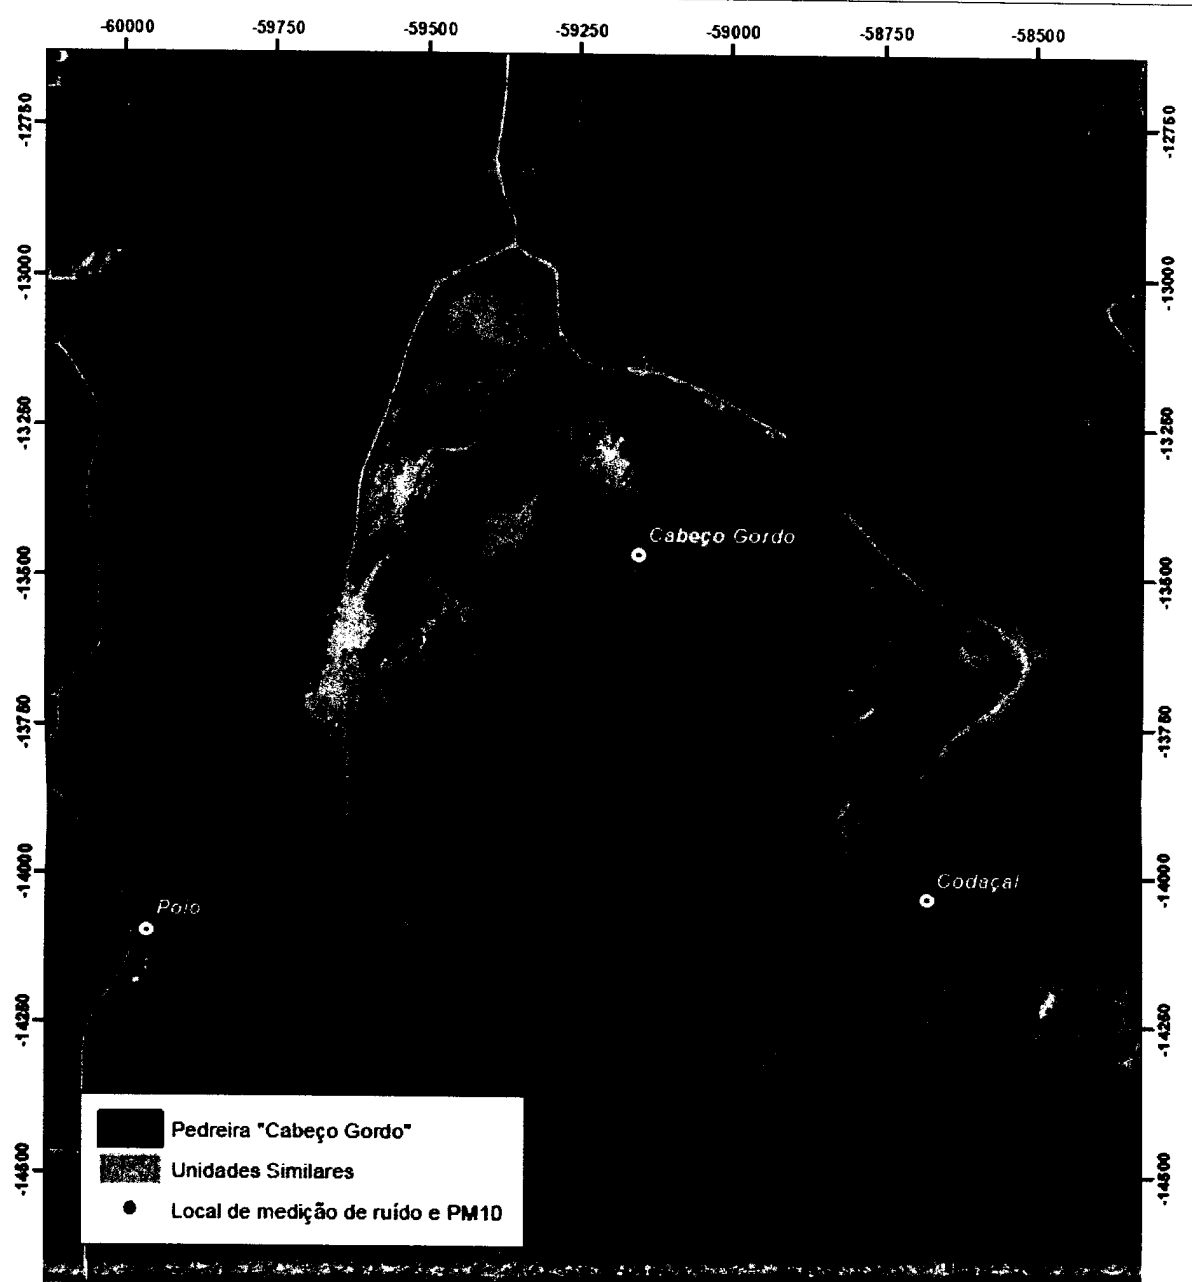 -60000 -59750 -59500 -59250 -59000 -58750 -58500
-12750 -12750
-13000 -13000
-13250 -13250
Cabeço Gordo
-13500 -13500
-13750 -13750
-14000 -14000
Codaçal
Poio
-14250 -14250
Pedreira "Cabeço Gordo"
-14500 -14500
Unidades Similares
Local de medição de ruído e PM10